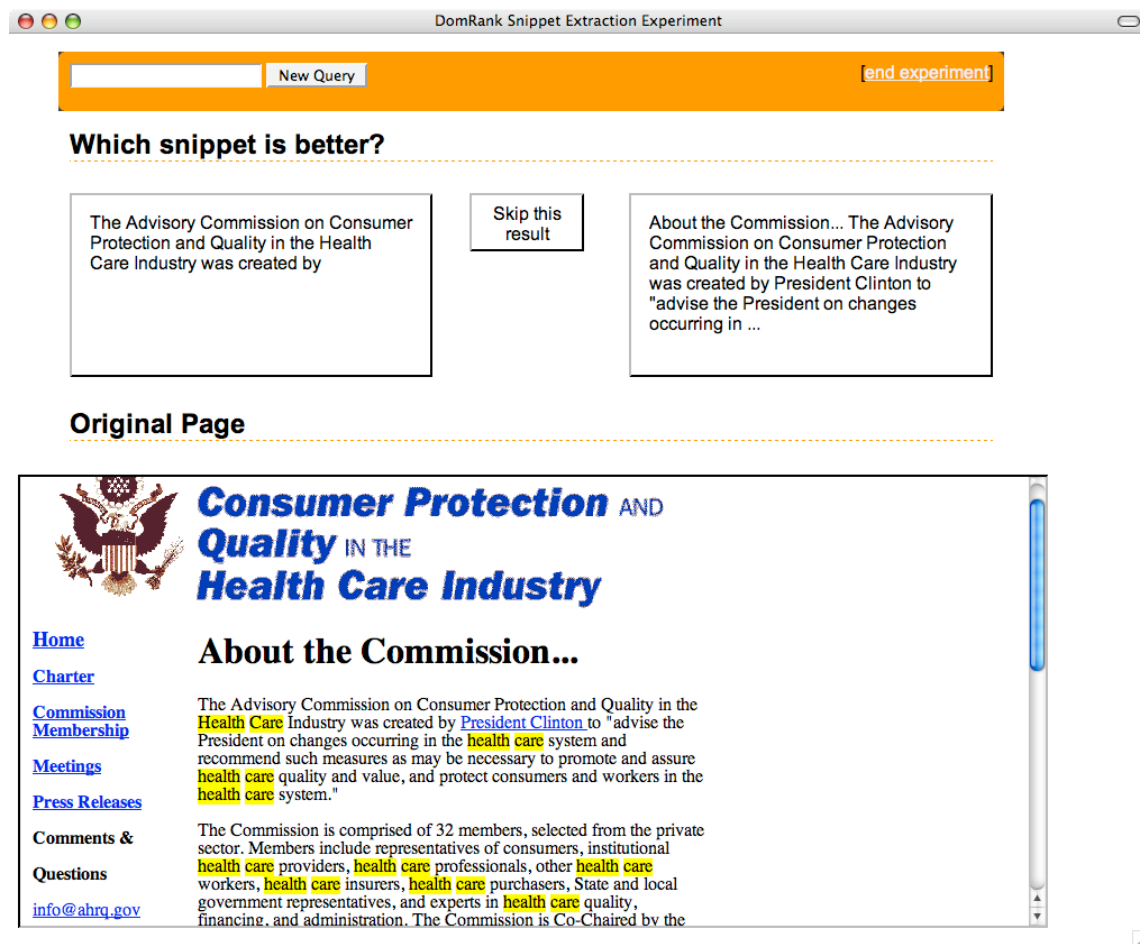 DomRank Snippet Extraction Experiment
New Query
[end experiment]
Which snippet is better?
The Advisory Commission on Consumer
Protection and Quality in the Health
Care Industry was created by
Skip this
result
About the Commission... The Advisory
Commission on Consumer Protection
and Quality in the Health Care Industry
was created by President Clinton to
"advise the President on changes
occurring in ...
Original Page
Consumer Protection AND
Quality IN THE
Health Care Industry
Home
Charter
Commission
Membership
Meetings
Press Releases
Comments &
Questions
info@ahrq.gov
About the Commission...
The Advisory Commission on Consumer Protection and Quality in the
Health Care Industry was created by President Clinton to "advise the
President on changes occurring in the health care system and
recommend such measures as may be necessary to promote and assure
health care quality and value, and protect consumers and workers in the
health care system."
The Commission is comprised of 32 members, selected from the private
sector. Members include representatives of consumers, institutional
health care providers, health care professionals, other health care
workers, health care insurers, health care purchasers, State and local
government representatives, and experts in health care quality,
financing, and administration. The Commission is Co-Chaired by the